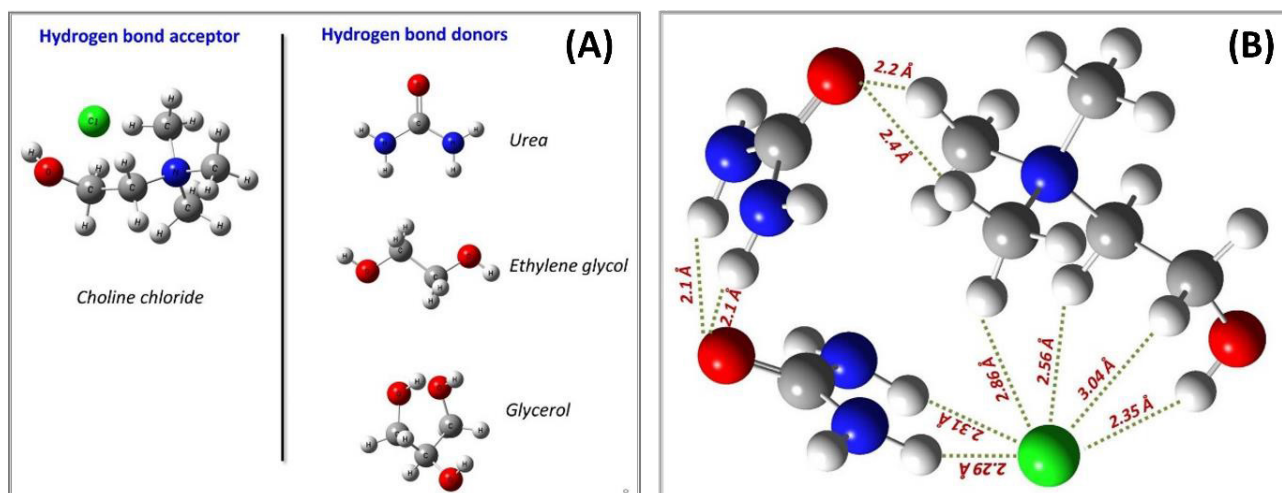 Hydrogen bond acceptor
Hydrogen bond donors
(A)
Cl
H
H
H
C
H
H
H
H
H
O
C
C
N
C
H
H
H
H
H
C
H
H
Choline chloride
O
C
H
N
N
H
H
H
Urea
H
H
H
O
C
C
O
H
H
H
Ethylene glycol
O
H
O
H
C
C
H
H
H
C
H
O
H
Glycerol
(B)
2.2 Å
2.4 Å
2.1 Å
2.1 Å
2.86 Å
2.56 Å
3.04 Å
2.35 Å
2.31 Å
2.29 Å